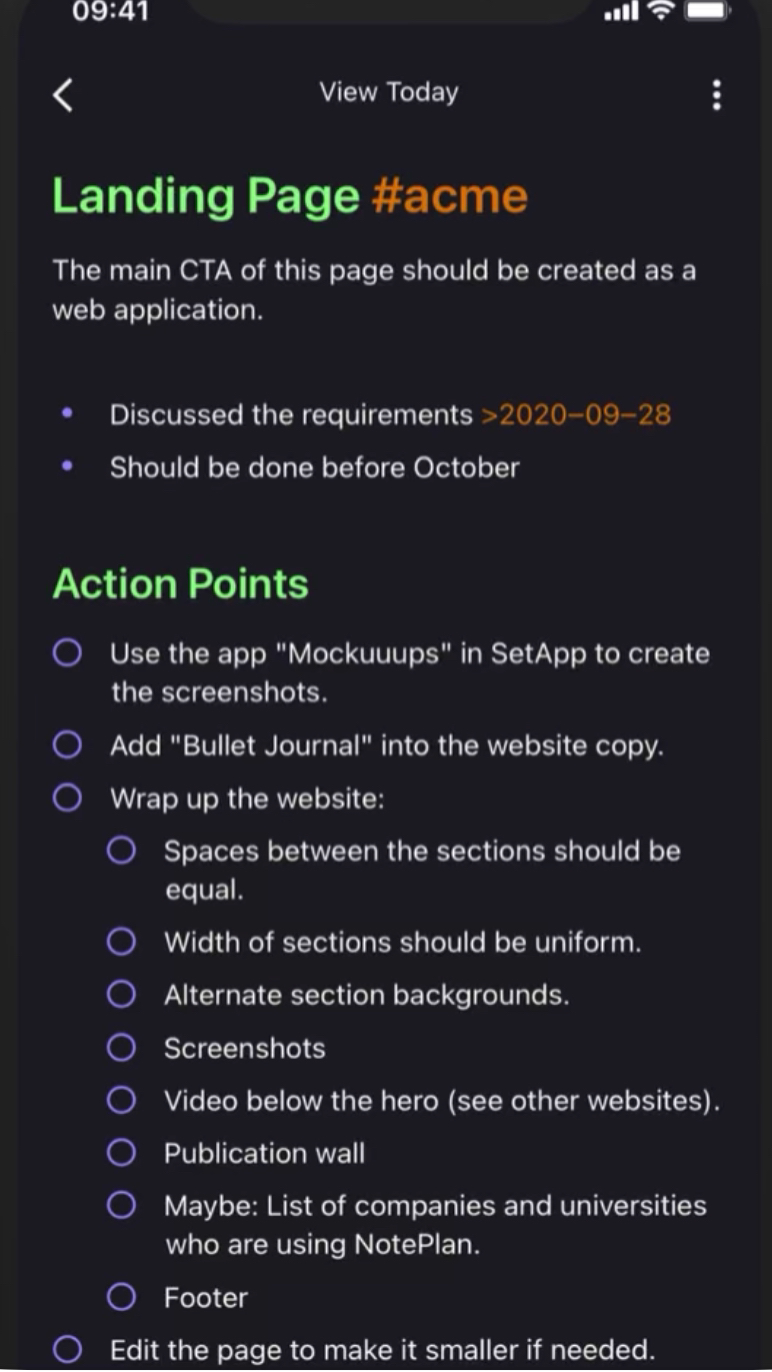 09:41
View Today
Landing Page #acme
The main CTA of this page should be created as a
web application.
Discussed the requirements >2020–09–28
Should be done before October
Action Points
Use the app "Mockuuups" in SetApp to create
the screenshots.
Add "Bullet Journal" into the website copy.
Wrap up the website:
Spaces between the sections should be
equal.
Width of sections should be uniform.
Alternate section backgrounds.
Screenshots
Video below the hero (see other websites).
Publication wall
Maybe: List of companies and universities
who are using NotePlan.
Footer
Edit the page to make it smaller if needed.